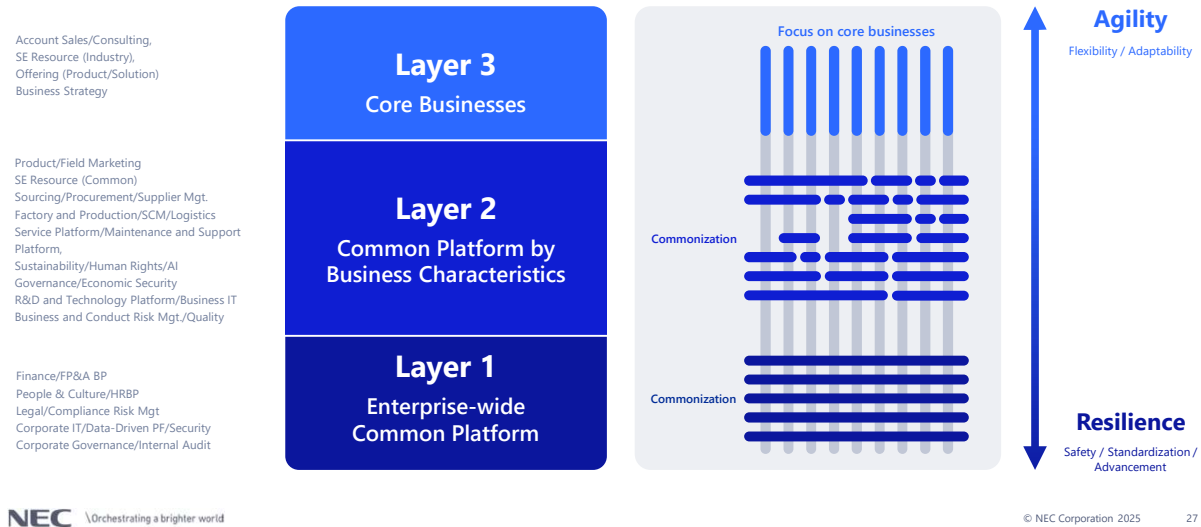 Account Sales/Consulting,
SE Resource (Industry),
Offering (Product/Solution)
Business Strategy
Product/Field Marketing
SE Resource (Common)
Sourcing/Procurement/Supplier Mgt.
Factory and Production/SCM/Logistics
Service Platform/Maintenance and Support
Platform,
Sustainability/Human Rights/AI
Governance/Economic Security
R&D and Technology Platform/Business IT
Business and Conduct Risk Mgt./Quality
Finance/FP&A BP
People & Culture/HRBP
Legal/Compliance Risk Mgt
Corporate IT/Data-Driven PF/Security
Corporate Governance/Internal Audit
Layer 3
Core Businesses
Layer 2
Common Platform by
Business Characteristics
Layer 1
Enterprise-wide
Common Platform
Focus on core businesses
Commonization
Commonization
Agility
Flexibility / Adaptability
Resilience
Safety / Standardization /
Advancement
NEC \Orchestrating a brighter world
© NEC Corporation 2025 27